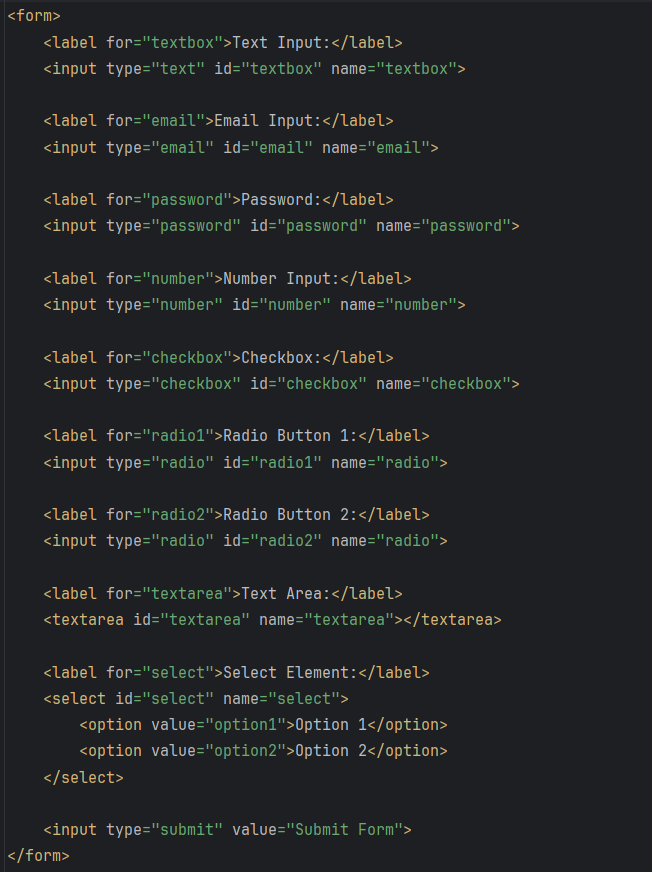 <form>
    <label for="textbox">Text Input:</label>
    <input type="text" id="textbox" name="textbox">

    <label for="email">Email Input:</label>
    <input type="email" id="email" name="email">

    <label for="password">Password:</label>
    <input type="password" id="password" name="password">

    <label for="number">Number Input:</label>
    <input type="number" id="number" name="number">

    <label for="checkbox">Checkbox:</label>
    <input type="checkbox" id="checkbox" name="checkbox">

    <label for="radio1">Radio Button 1:</label>
    <input type="radio" id="radio1" name="radio">

    <label for="radio2">Radio Button 2:</label>
    <input type="radio" id="radio2" name="radio">

    <label for="textarea">Text Area:</label>
    <textarea id="textarea" name="textarea"></textarea>

    <label for="select">Select Element:</label>
    <select id="select" name="select">
        <option value="option1">Option 1</option>
        <option value="option2">Option 2</option>
    </select>

    <input type="submit" value="Submit Form">
</form>